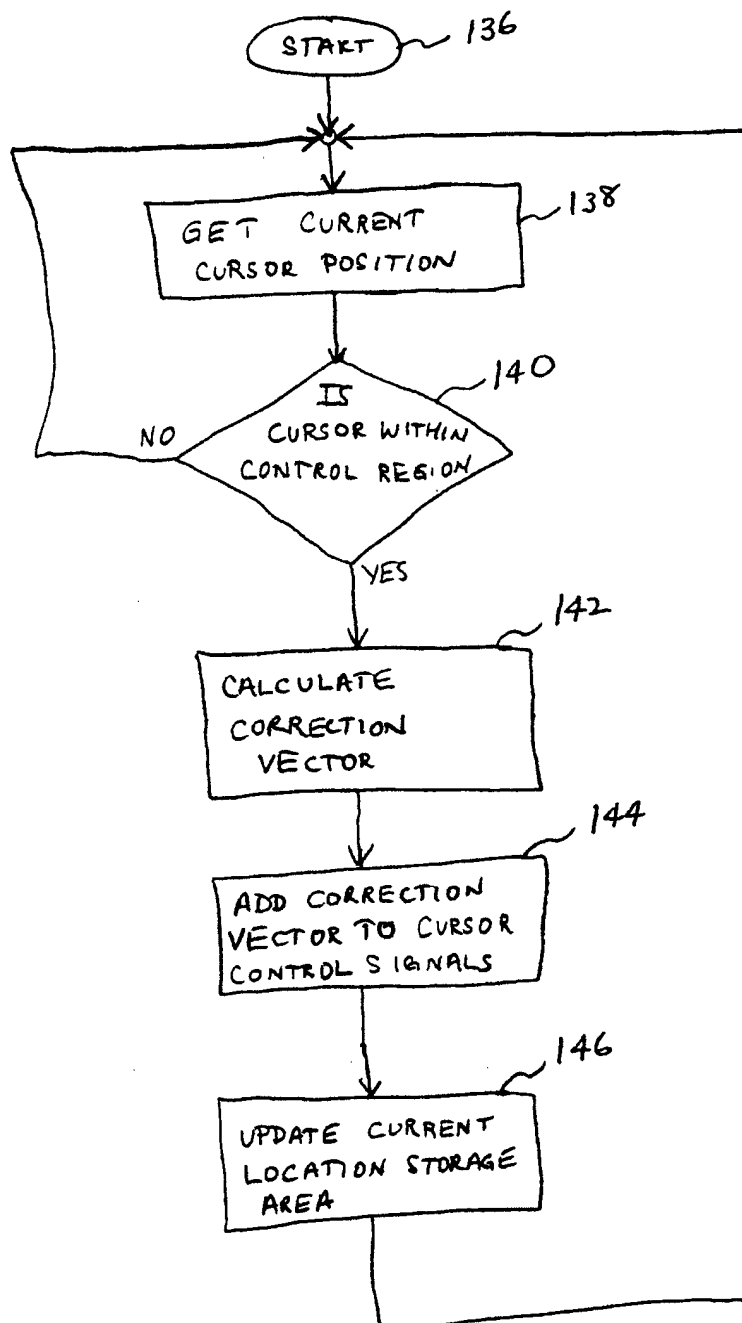 START
136
GET CURRENT
CURSOR POSITION
138
IS
CURSOR WITHIN
CONTROL REGION
140
NO
YES
142
CALCULATE
CORRECTION
VECTOR
144
ADD CORRECTION
VECTOR TO CURSOR
CONTROL SIGNALS
146
UPDATE CURRENT
LOCATION STORAGE
AREA